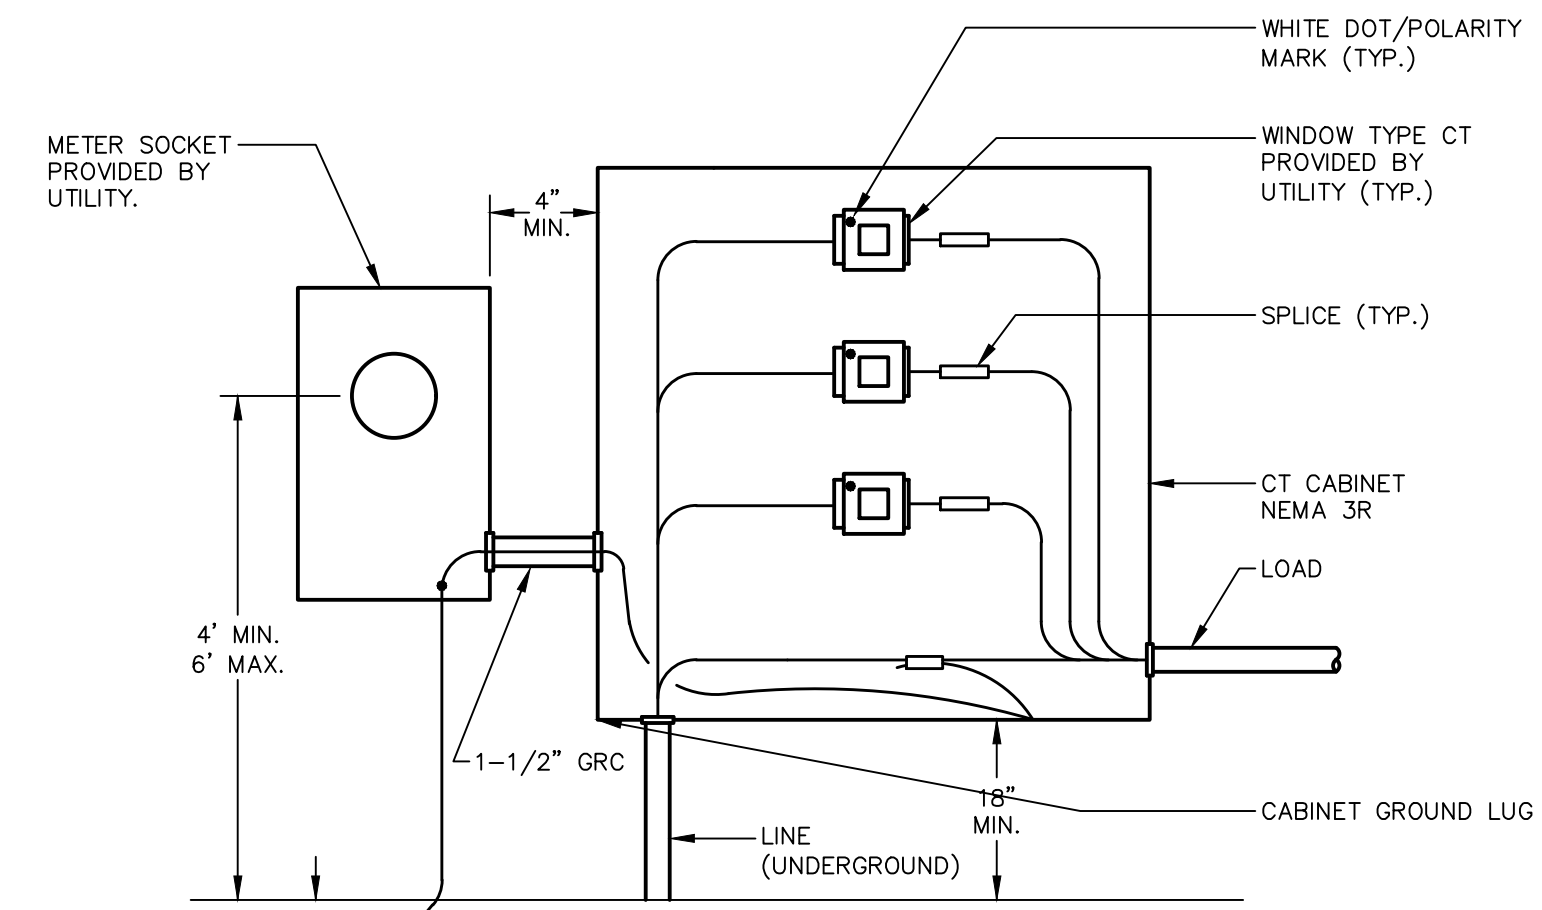 WHITE DOT/POLARITY
MARK (TYP.)
METER SOCKET
PROVIDED BY
UTILITY.
WINDOW TYPE CT
PROVIDED BY
UTILITY (TYP.)
4"
MIN.
SPLICE (TYP.)
CT CABINET
NEMA 3R
LOAD
4' MIN.
6' MAX.
1-1/2" GRC
18"
MIN.
CABINET GROUND LUG
LINE
(UNDERGROUND)